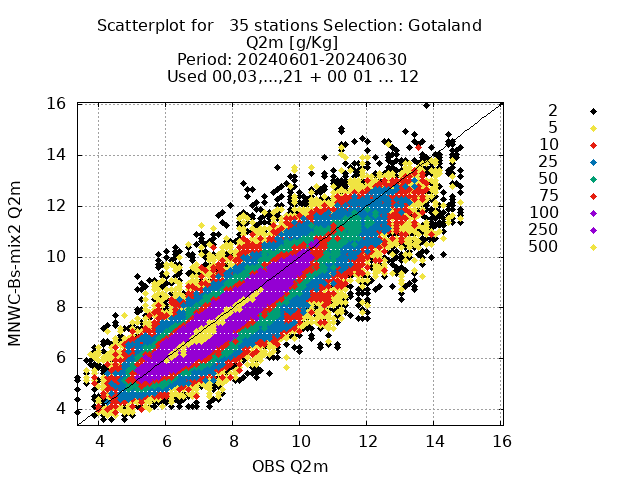 Scatterplot for   35 stations Selection: Gotaland
Q2m [g/Kg]
Period: 20240601-20240630
Used 00,03,...,21 + 00 01 ... 12
16
14
12
10
8
6
4
MNWC-Bs-mix2 Q2m
4 6 8 10 12 14 16
OBS Q2m
2
5
10
25
50
75
100
250
500